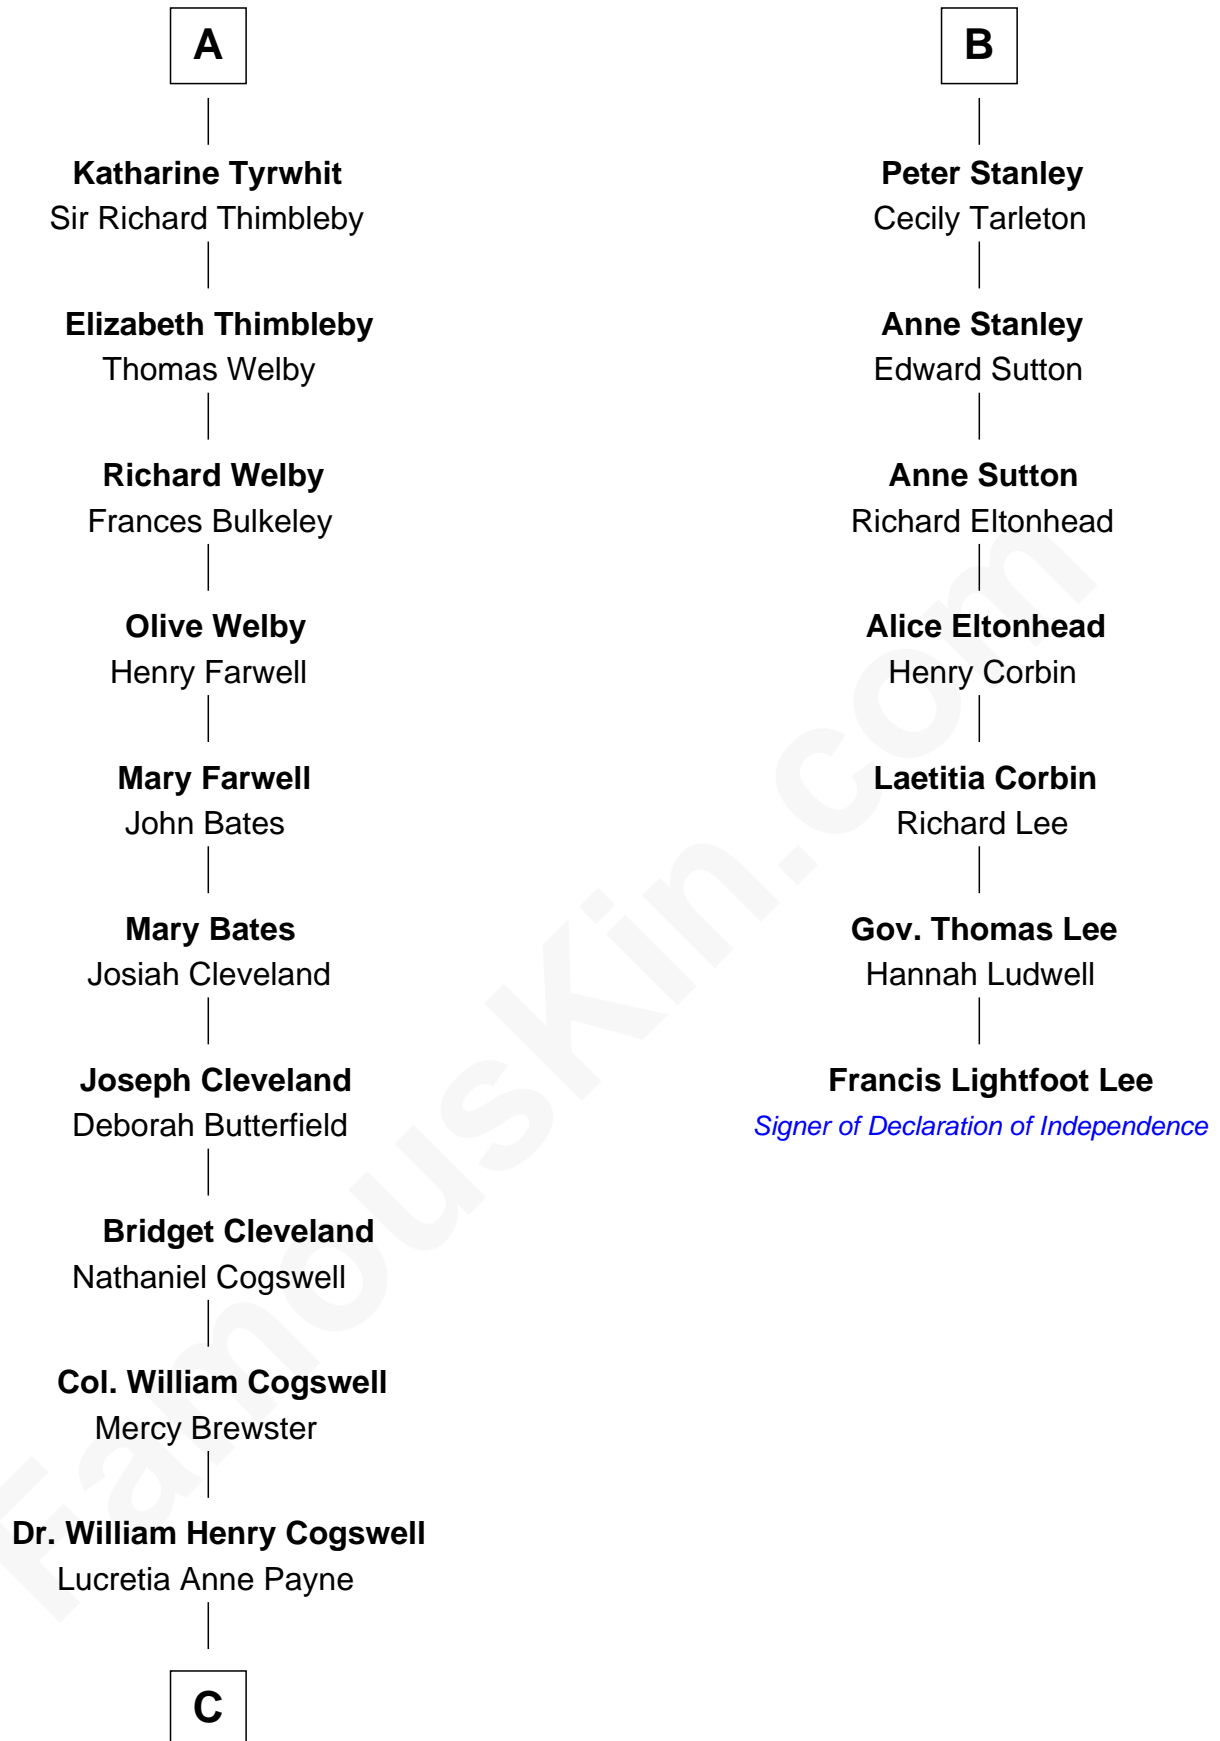 A
Katharine Tyrwhit
Sir Richard Thimbleby
Elizabeth Thimbleby
Thomas Welby
Richard Welby
Frances Bulkeley
Olive Welby
Henry Farwell
Mary Farwell
John Bates
Mary Bates
Josiah Cleveland
Joseph Cleveland
Deborah Butterfield
Bridget Cleveland
Nathaniel Cogswell
Col. William Cogswell
Mercy Brewster
Dr. William Henry Cogswell
Lucretia Anne Payne
C
B
Peter Stanley
Cecily Tarleton
Anne Stanley
Edward Sutton
Anne Sutton
Richard Eltonhead
Alice Eltonhead
Henry Corbin
Laetitia Corbin
Richard Lee
Gov. Thomas Lee
Hannah Ludwell
Francis Lightfoot Lee
Signer of Declaration of Independence
FamousKin.com